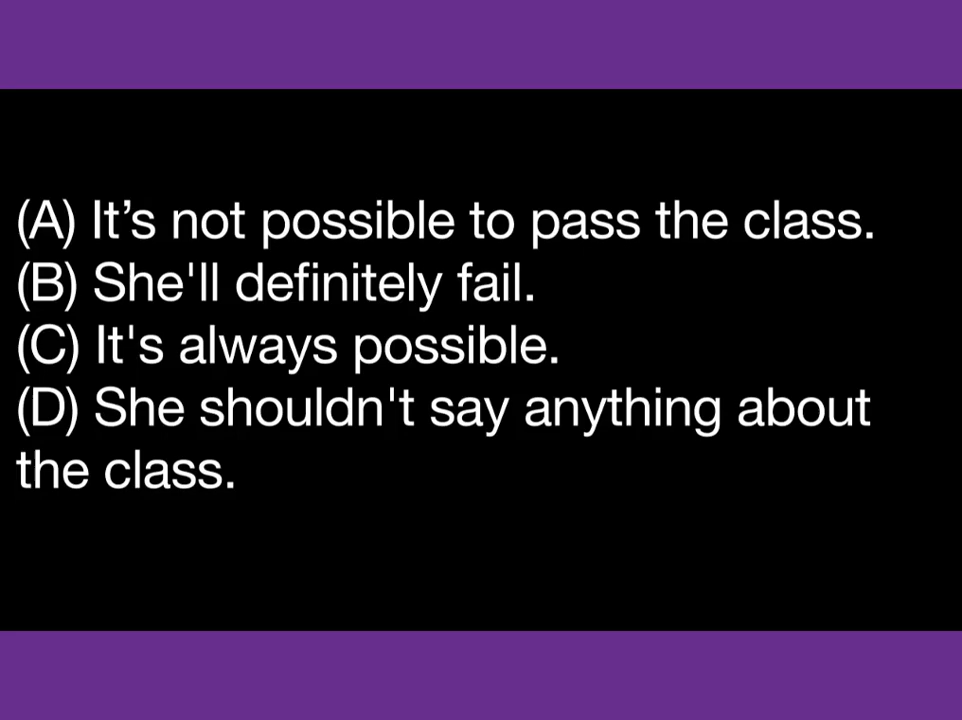 (A) It’s not possible to pass the class.
(B) She'll definitely fail.
(C) It's always possible.
(D) She shouldn't say anything about
the class.